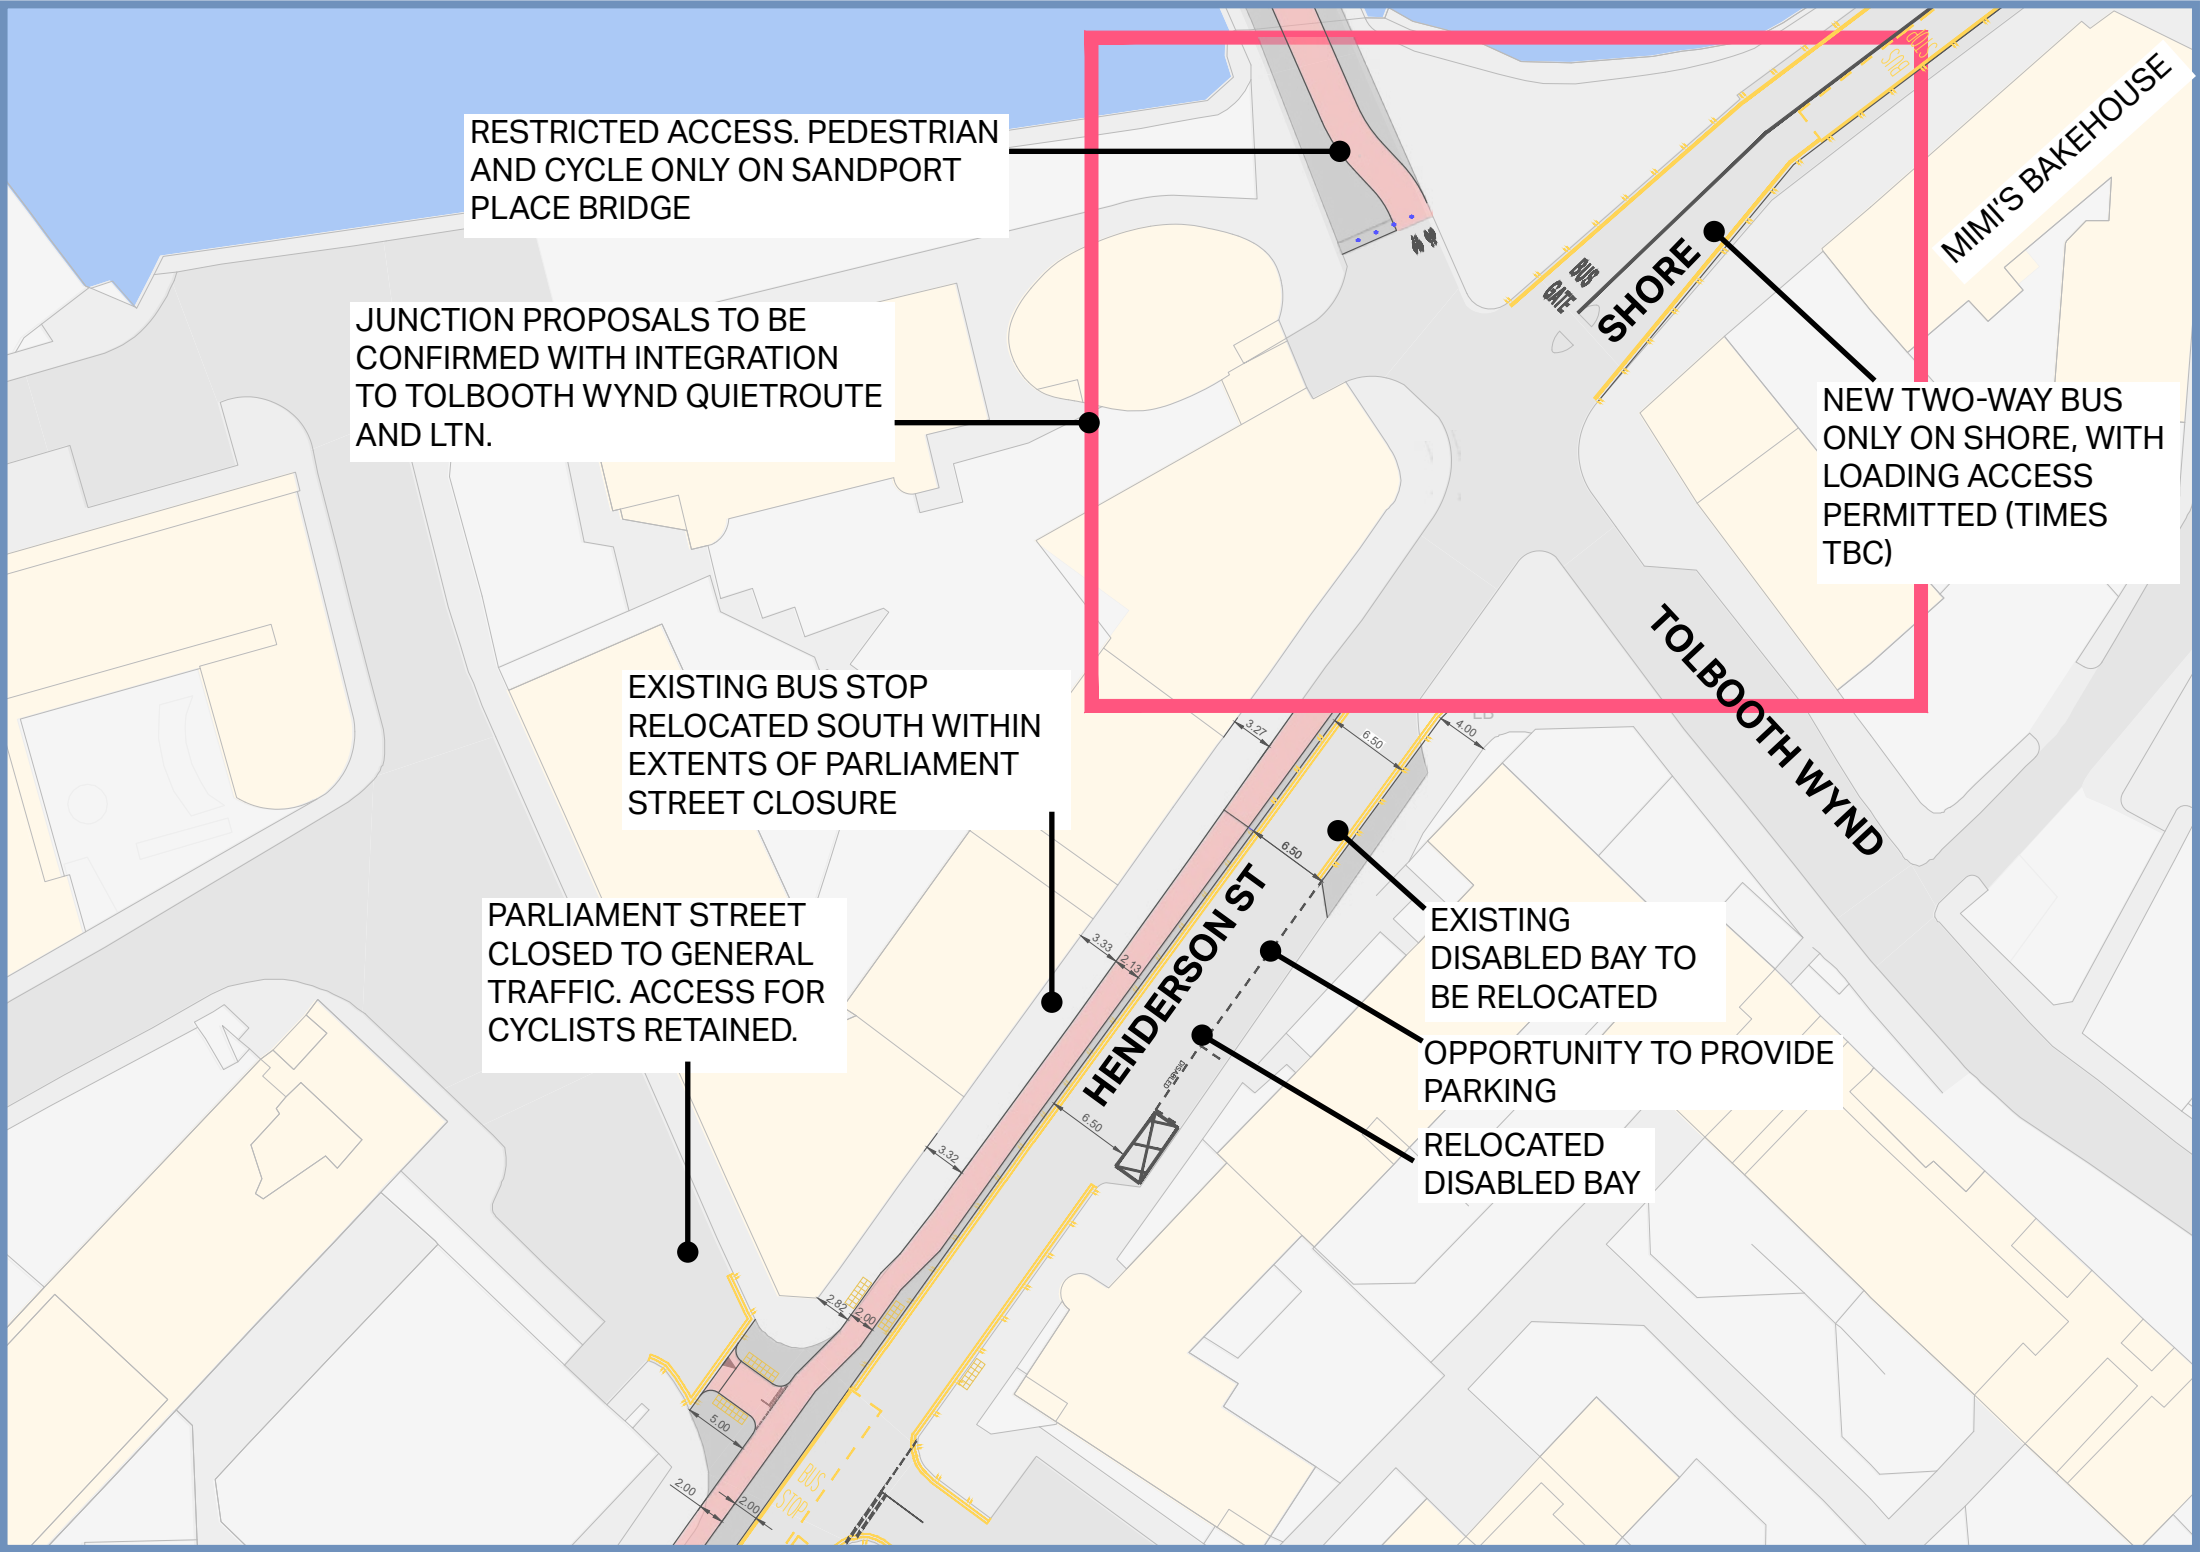 STOP
BUS
MIMI'S BAKEHOUSE
RESTRICTED ACCESS. PEDESTRIAN
AND CYCLE ONLY ON SANDPORT
PLACE BRIDGE
BUS
GATE
SHORE
JUNCTION PROPOSALS TO BE
CONFIRMED WITH INTEGRATION
TO TOLBOOTH WYND QUIETROUTE
AND LTN.
NEW TWO-WAY BUS
ONLY ON SHORE, WITH
LOADING ACCESS
PERMITTED (TIMES
TBC)
TOLBOOTH WYND
EXISTING BUS STOP
RELOCATED SOUTH WITHIN
EXTENTS OF PARLIAMENT
STREET CLOSURE
3.27
6.50
4.00
6.50
HENDERSON ST
PARLIAMENT STREET
CLOSED TO GENERAL
TRAFFIC. ACCESS FOR
CYCLISTS RETAINED.
3.33
2.13
EXISTING
DISABLED BAY TO
BE RELOCATED
OPPORTUNITY TO PROVIDE
PARKING
DISABLED
6.50
3.32
RELOCATED
DISABLED BAY
2.82
2.00
5.00
2.00
2.00
BUS
STOP